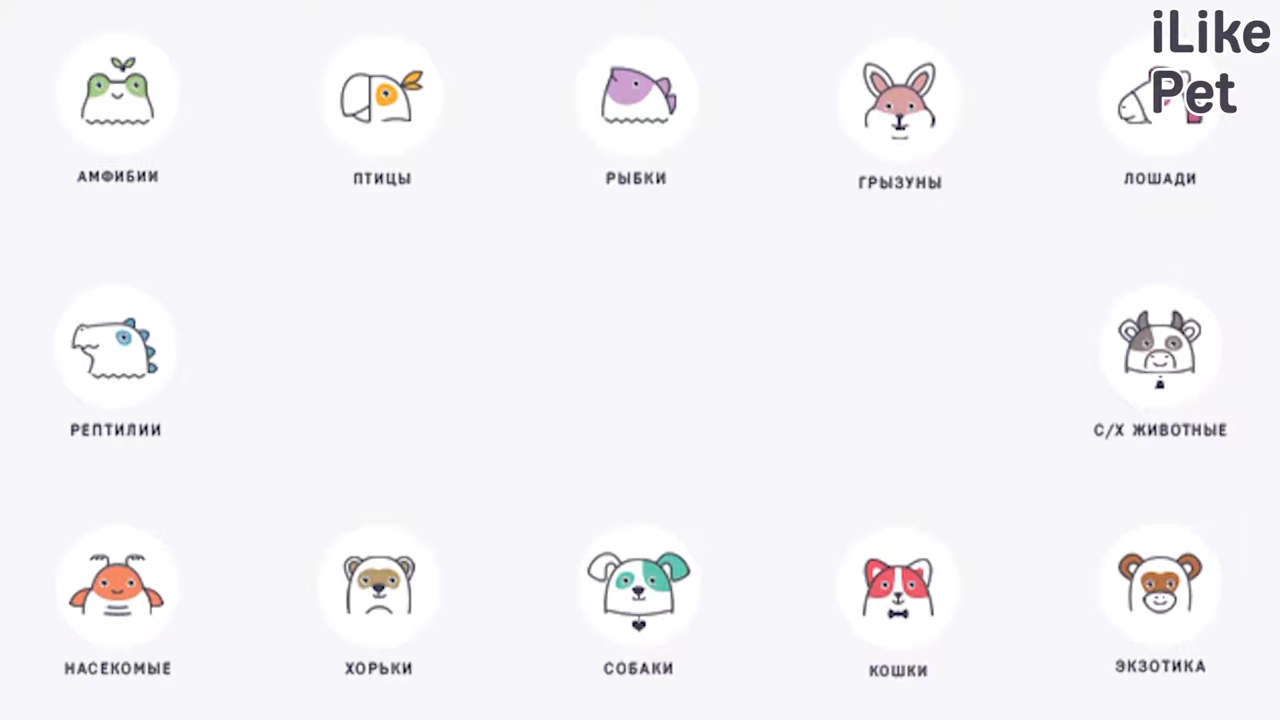 iLike
Pet
АМФИБИИ
ПТИЦЫ
РЫБКИ
ГРЫЗУНЫ
ЛОШАДИ
РЕПТИЛИИ
С/Х ЖИВОТНЫЕ
НАСЕКОМЫЕ
ХОРЬКИ
СОБАКИ
КОШКИ
ЭКЗОТИКА